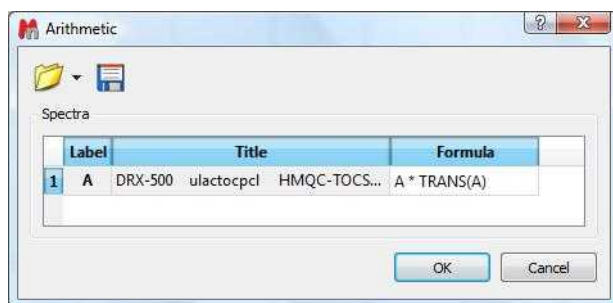 Arithmetic
Spectra
Label Title Formula
1 A DRX-500 ulactocpcl HMQC-TOCS... A * TRANS(A)
OK Cancel